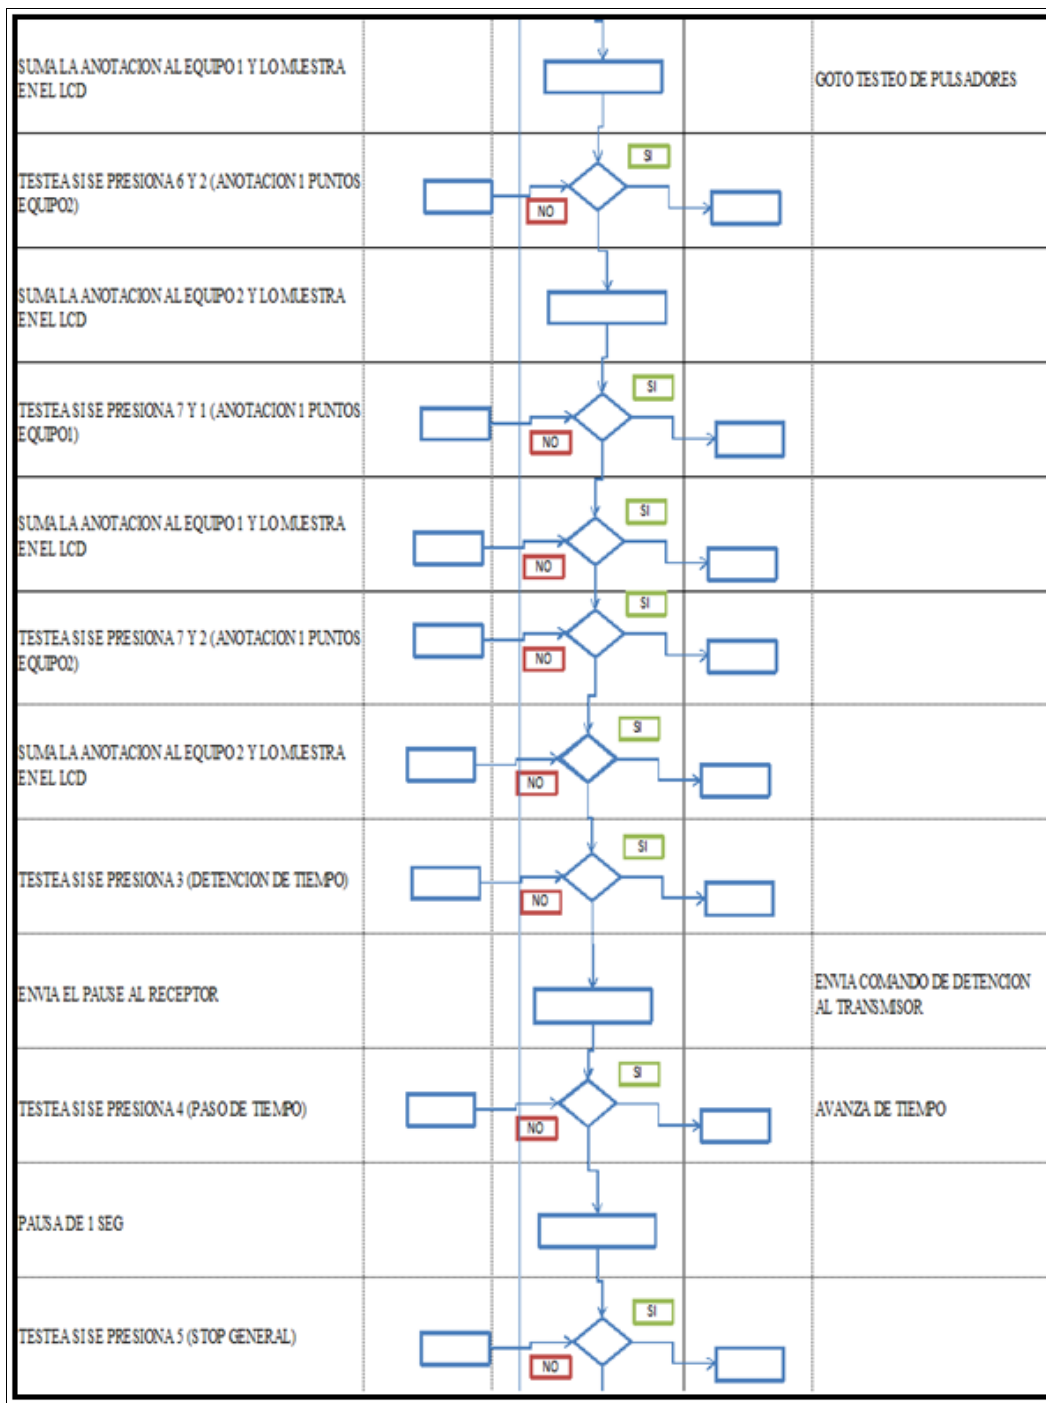 SUMA LA ANOTACION AL EQUIPO 1 Y LO MUESTRA
EN EL LCD
GOTO TESTEO DE PULSADORES
SI
TESTEA SI SE PRESIONA 6 Y 2 (ANOTACION 1 PUNTOS
EQUIPO2)
NO
SUMA LA ANOTACION AL EQUIPO 2 Y LO MUESTRA
EN EL LCD
SI
TESTEA SI SE PRESIONA 7 Y 1 (ANOTACION 1 PUNTOS
EQUIPO1)
NO
SI
SUMA LA ANOTACION AL EQUIPO 1 Y LO MUESTRA
EN EL LCD
NO
SI
TESTEA SI SE PRESIONA 7 Y 2 (ANOTACION 1 PUNTOS
EQUIPO2)
NO
SI
SUMA LA ANOTACION AL EQUIPO 2 Y LO MUESTRA
EN EL LCD
NO
SI
TESTEA SI SE PRESIONA 3 (DETENCION DE TIEMPO)
NO
ENVIA EL PAUSE AL RECEPTOR
ENVIA COMANDO DE DETENCION
AL TRANSMISOR
SI
TESTEA SI SE PRESIONA 4 (PASO DE TIEMPO)
NO
AVANZA DE TIEMPO
PAUSA DE 1 SEG
SI
TESTEA SI SE PRESIONA 5 (STOP GENERAL)
NO